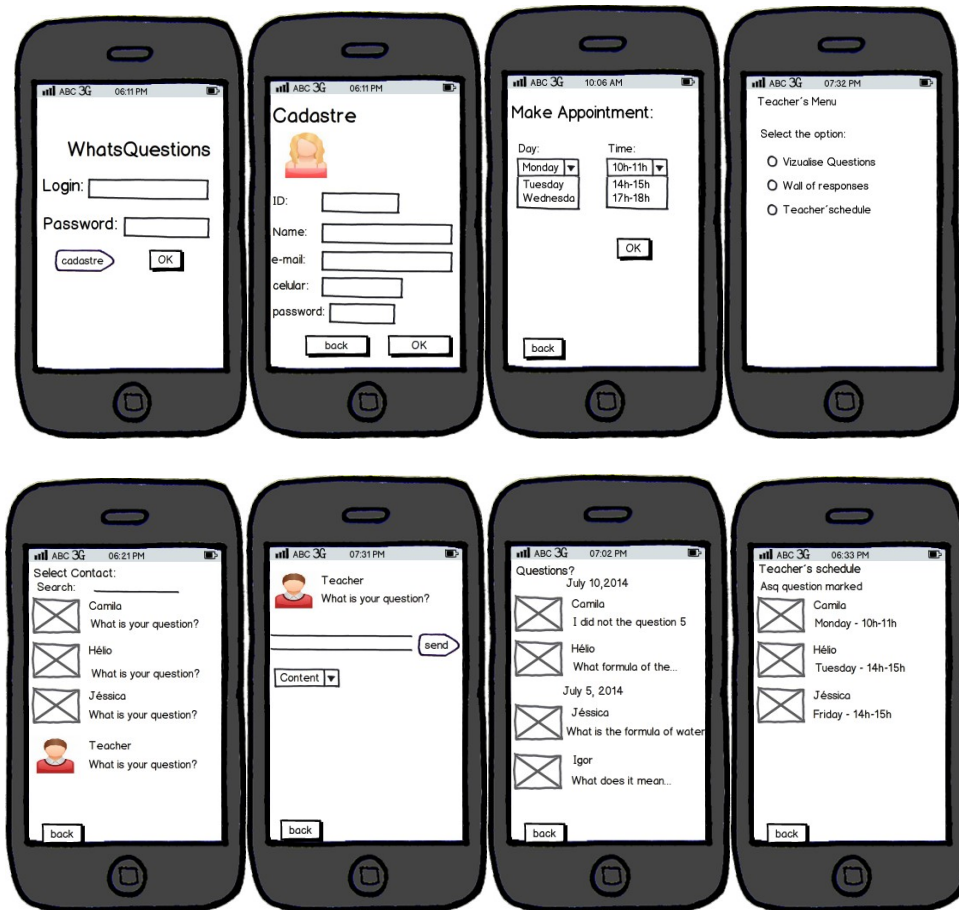 ABC 3G 06:11 PM
WhatsQuestions
Login:
Password:
cadastre OK
ABC 3G 06:11 PM
Cadastre
ID:
Name:
e-mail:
celular:
password:
back OK
ABC 3G 10:06 AM
Make Appointment:
Day: Time:
Monday 10h-11h
Tuesday 14h-15h
Wednesda 17h-18h
OK
back
ABC 3G 07:32 PM
Teacher´s Menu
Select the option:
Vizualise Questions
Wall of responses
Teacher´schedule
ABC 3G 06:21 PM
Select Contact:
Search:
Camila
What is your question?
Hélio
What is your question?
Jéssica
What is your question?
Teacher
What is your question?
back
ABC 3G 07:31 PM
Teacher
What is your question?
send
Content
back
ABC 3G 07:02 PM
Questions?
July 10,2014
Camila
I did not the question 5
Hélio
What formula of the...
July 5, 2014
Jéssica
What is the formula of water
Igor
What does it mean...
back
ABC 3G 06:33 PM
Teacher´s schedule
Asq question marked
Camila
Monday - 10h-11h
Hélio
Tuesday - 14h-15h
Jéssica
Friday - 14h-15h
back